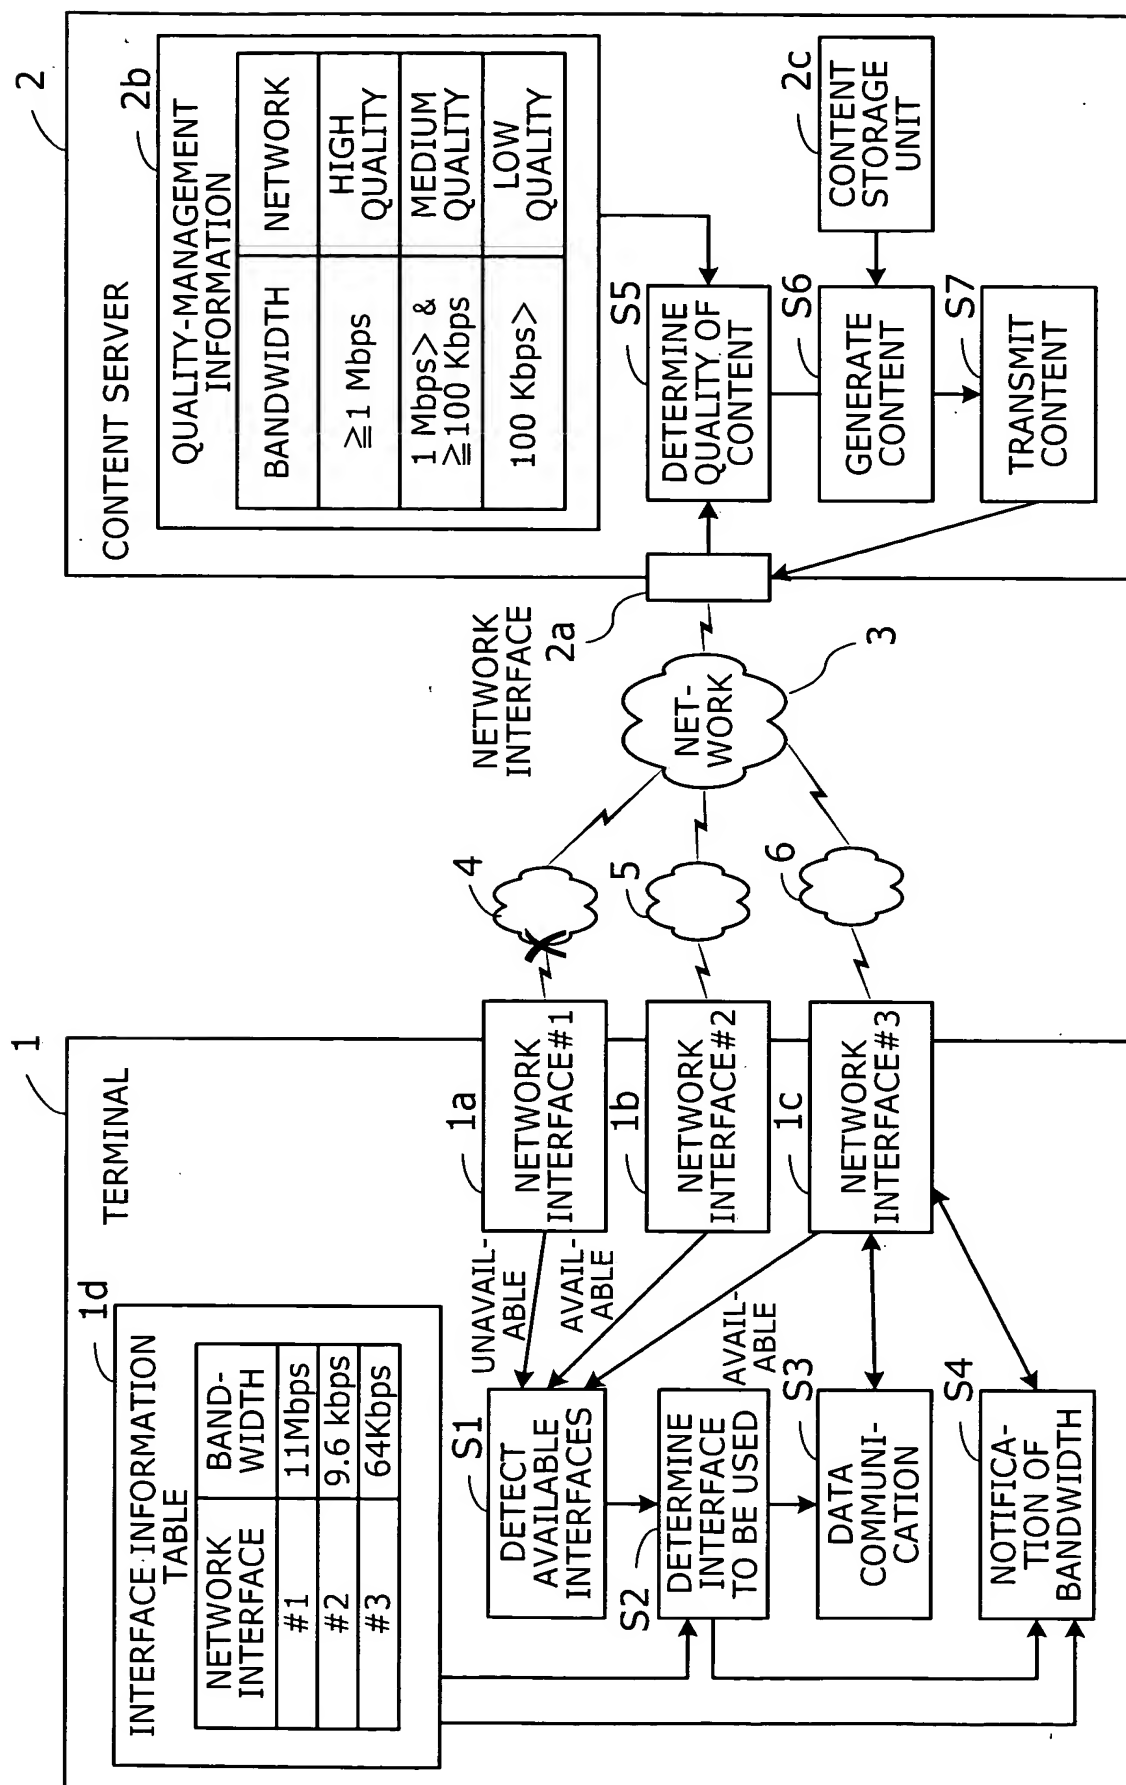 1
TERMINAL
1d
INTERFACE INFORMATION
TABLE
NETWORK
INTERFACE
BAND-
WIDTH
#1
11Mbps
#2
9.6 kbps
#3
64Kbps
S1
DETECT
AVAILABLE
INTERFACES
UNAVAIL-
ABLE
AVAIL-
ABLE
AVAIL-
ABLE
S2
DETERMINE
INTERFACE
TO BE USED
S3
DATA
COMMUNI-
CATION
S4
NOTIFICA-
TION OF
BANDWIDTH
1a
NETWORK
INTERFACE#1
1b
NETWORK
INTERFACE#2
1c
NETWORK
INTERFACE#3
4
5
6
NET-
WORK
3
NETWORK
INTERFACE
2a
2
CONTENT SERVER
2b
QUALITY-MANAGEMENT
INFORMATION
BANDWIDTH
NETWORK
≧1 Mbps
HIGH
QUALITY
1 Mbps> &
≧100 Kbps
MEDIUM
QUALITY
100 Kbps>
LOW
QUALITY
S5
DETERMINE
QUALITY OF
CONTENT
S6
GENERATE
CONTENT
2c
CONTENT
STORAGE
UNIT
S7
TRANSMIT
CONTENT